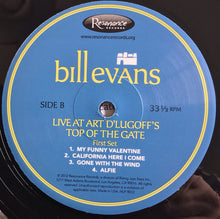 Resonance
RECORDS
www.resonancerecords.org
bill evans
LIVE AT ART D'LUGOFF'S
SIDE B
TOP OF THE GATE
33 1/3 RPM
First Set
1. MY FUNNY VALENTINE
2. CALIFORNIA HERE I COME
3. GONE WITH THE WIND
4. ALFIE